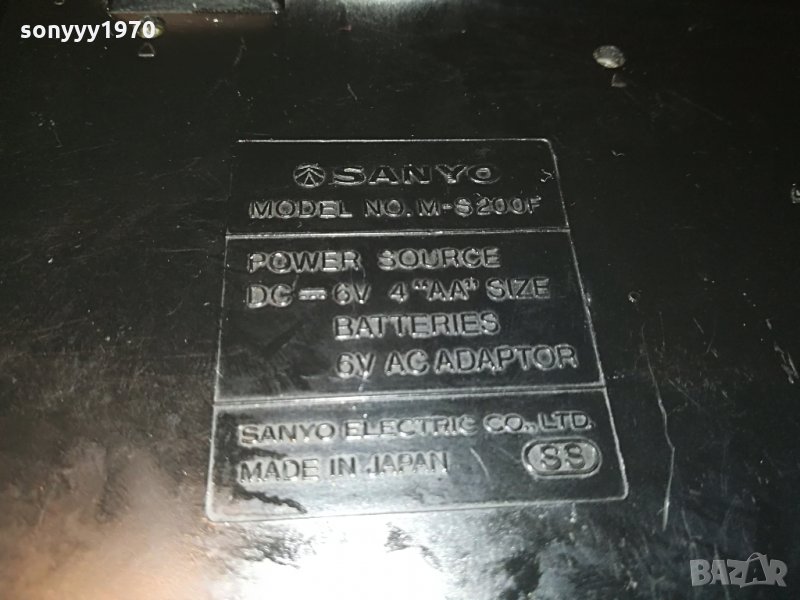 sonyyy1970
SANYO
MODEL NO. M-S200F
POWER SOURCE
DC 6V 4 "AA" SIZE
BATTERIES
6V AC ADAPTOR
SANYO ELECTRIC CO., LTD.
MADE IN JAPAN SS
BAZAR